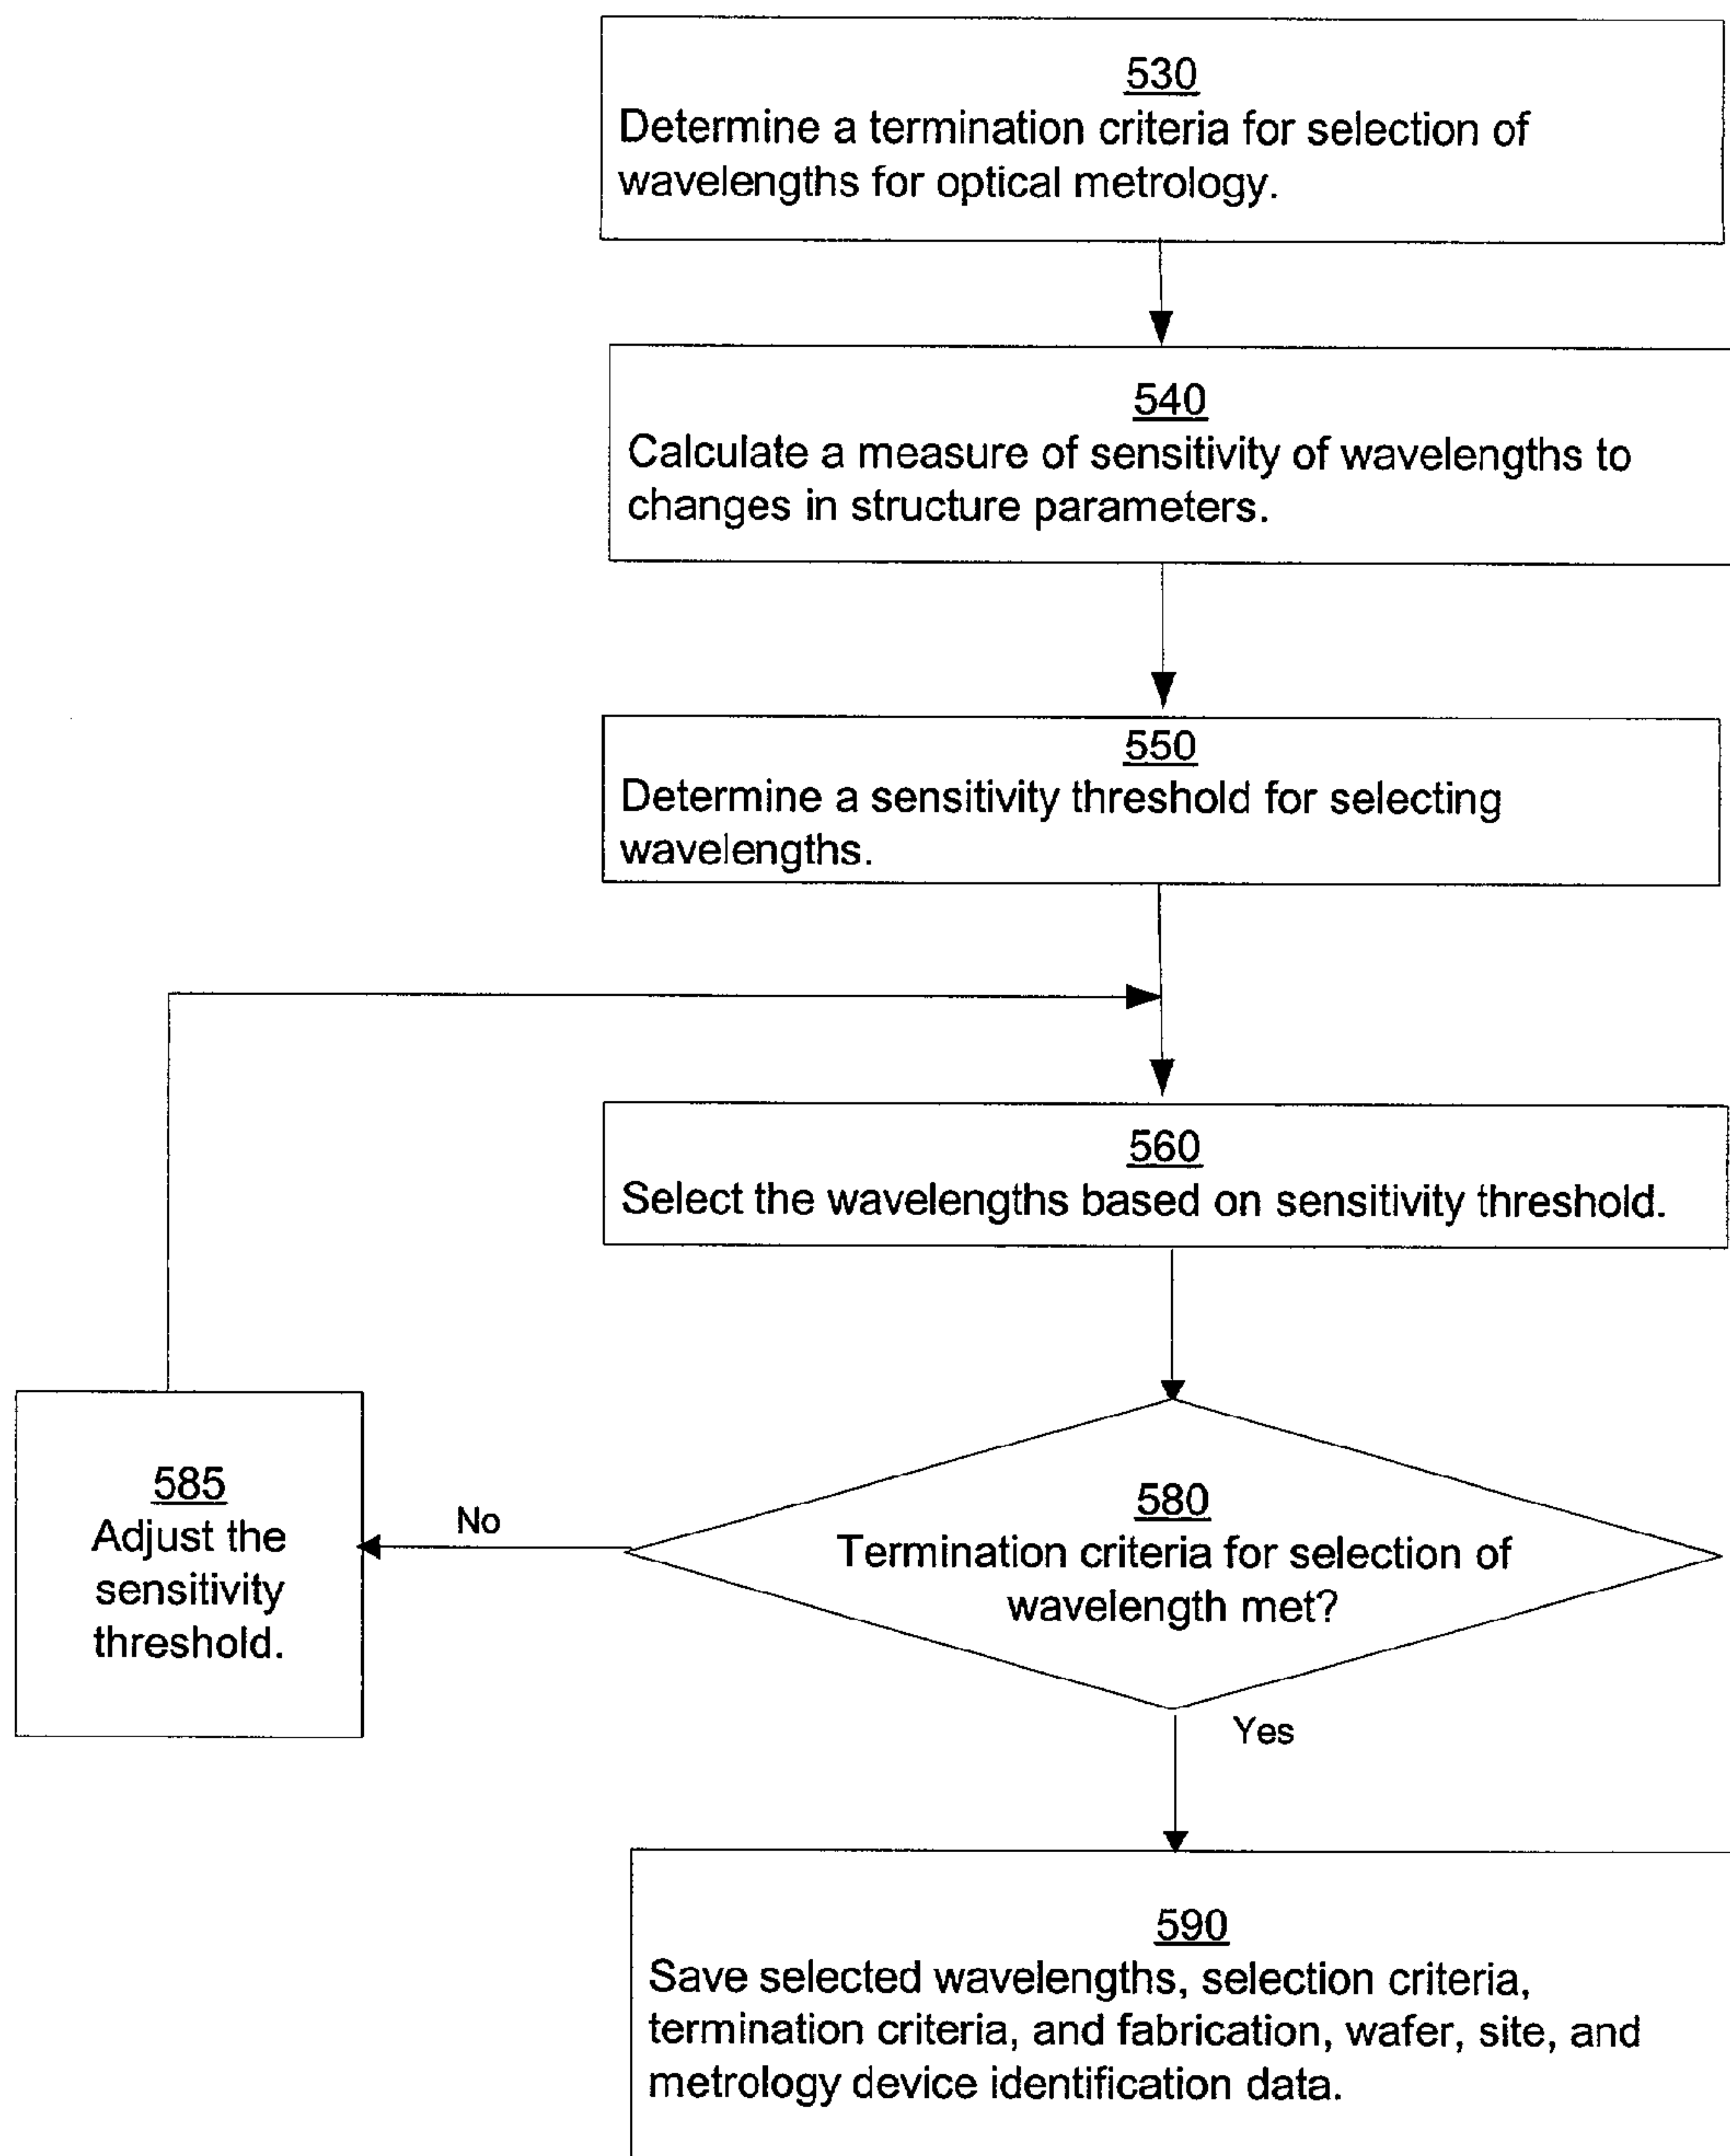 530
Determine a termination criteria for selection of
wavelengths for optical metrology.
540
Calculate a measure of sensitivity of wavelengths to
changes in structure parameters.
550
Determine a sensitivity threshold for selecting
wavelengths.
560
Select the wavelengths based on sensitivity threshold.
580
Termination criteria for selection of
wavelength met?
No
585
Adjust the
sensitivity
threshold.
Yes
590
Save selected wavelengths, selection criteria,
termination criteria, and fabrication, wafer, site, and
metrology device identification data.